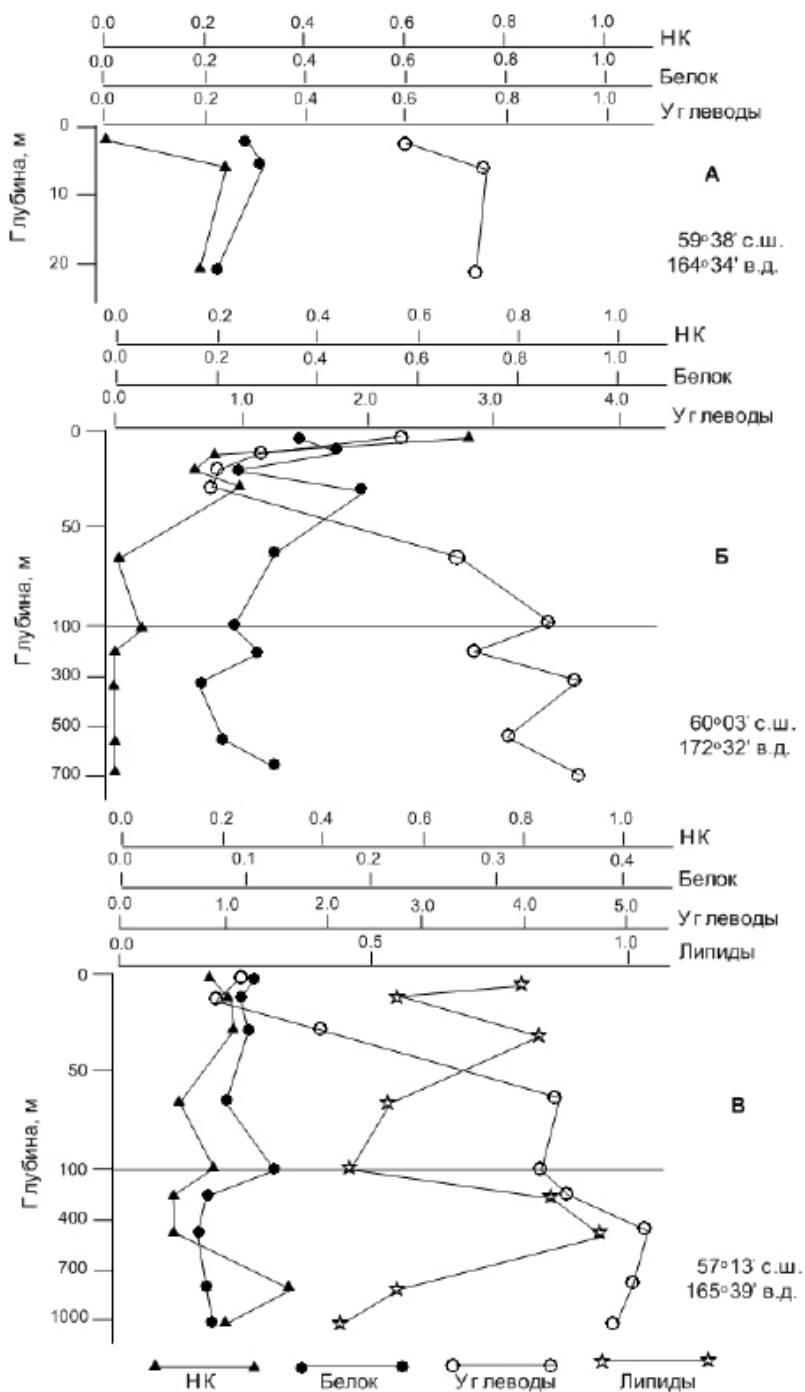 0.0 0.2 0.4 0.6 0.8 1.0
НК
0.0 0.2 0.4 0.6 0.8 1.0
Белок
0.0 0.2 0.4 0.6 0.8 1.0
Углеводы
Глубина, м
0
10
20
А
59°38' с.ш.
164°34' в.д.
0.0 0.2 0.4 0.6 0.8 1.0
НК
0.0 0.2 0.4 0.6 0.8 1.0
Белок
0.0 1.0 2.0 3.0 4.0
Углеводы
Глубина, м
0
50
100
300
500
700
Б
60°03' с.ш.
172°32' в.д.
0.0 0.2 0.4 0.6 0.8 1.0
НК
0.0 0.1 0.2 0.3 0.4
Белок
0.0 1.0 2.0 3.0 4.0 5.0
Углеводы
0.0 0.5 1.0
Липиды
Глубина, м
0
50
100
400
700
1000
В
57°13' с.ш.
165°39' в.д.
НК Белок Углеводы Липиды